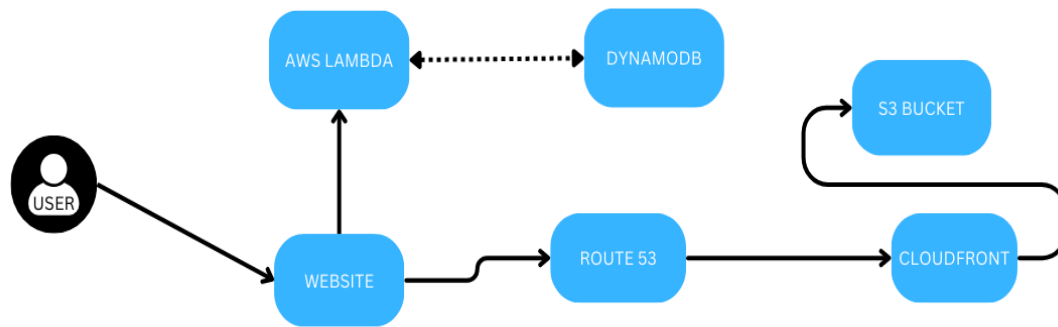 AWS LAMBDA
DYNAMODB
S3 BUCKET
USER
WEBSITE
ROUTE 53
CLOUDFRONT